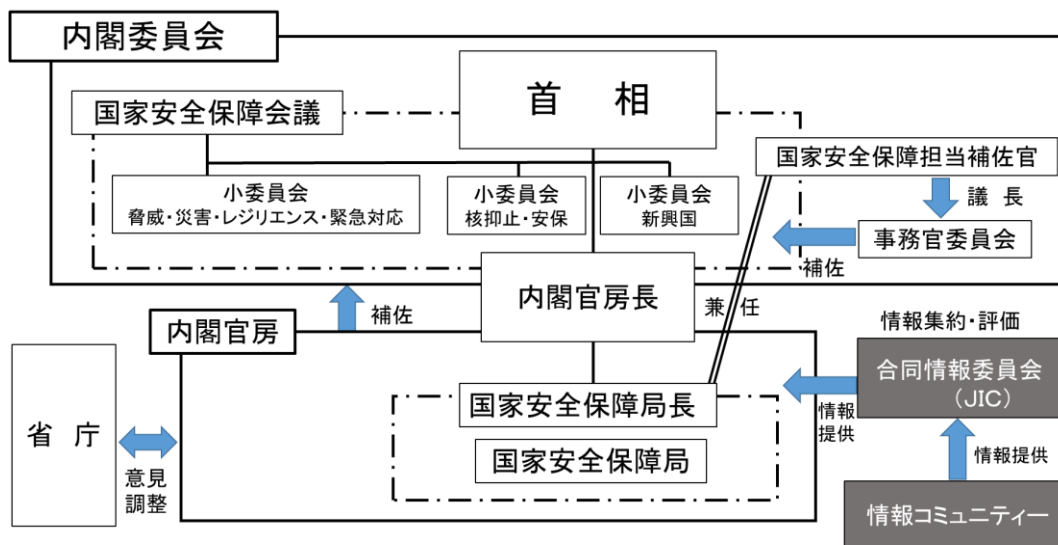 内閣委員会
首 相
国家安全保障会議
国家安全保障担当補佐官
小委員会
脅威・災害・レジリエンス・緊急対応
小委員会
核抑止・安保
小委員会
新興国
議 長
事務官委員会
補佐
内閣官房長
兼 任
補佐
内閣官房
情報集約・評価
合同情報委員会
(JIC)
国家安全保障局長
情報
提供
省 庁
国家安全保障局
意見
調整
情報提供
情報コミュニティー